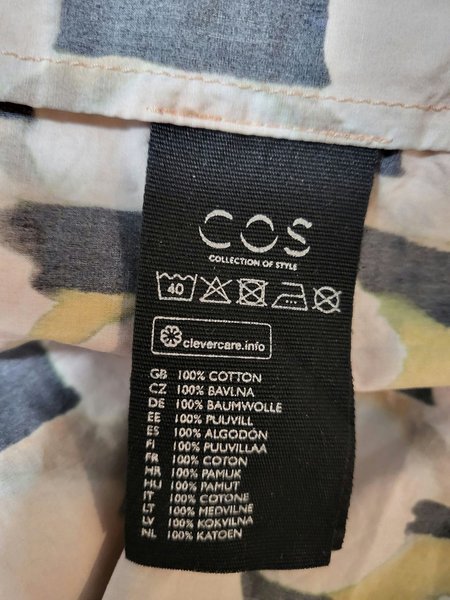 COS
COLLECTION OF STYLE
40
clevercare.info
GB 100% COTTON
CZ 100% BAVLNA
DE 100% BAUMWOLLE
EE 100% PUUVILL
ES 100% ALGODÓN
FI 100% PUUVILLAA
FR 100% COTON
HR 100% PAMUK
HU 100% PAMUT
IT 100% COTONE
LT 100% MEDVILNE
LV 100% KOKVILNA
NL 100% KATOEN